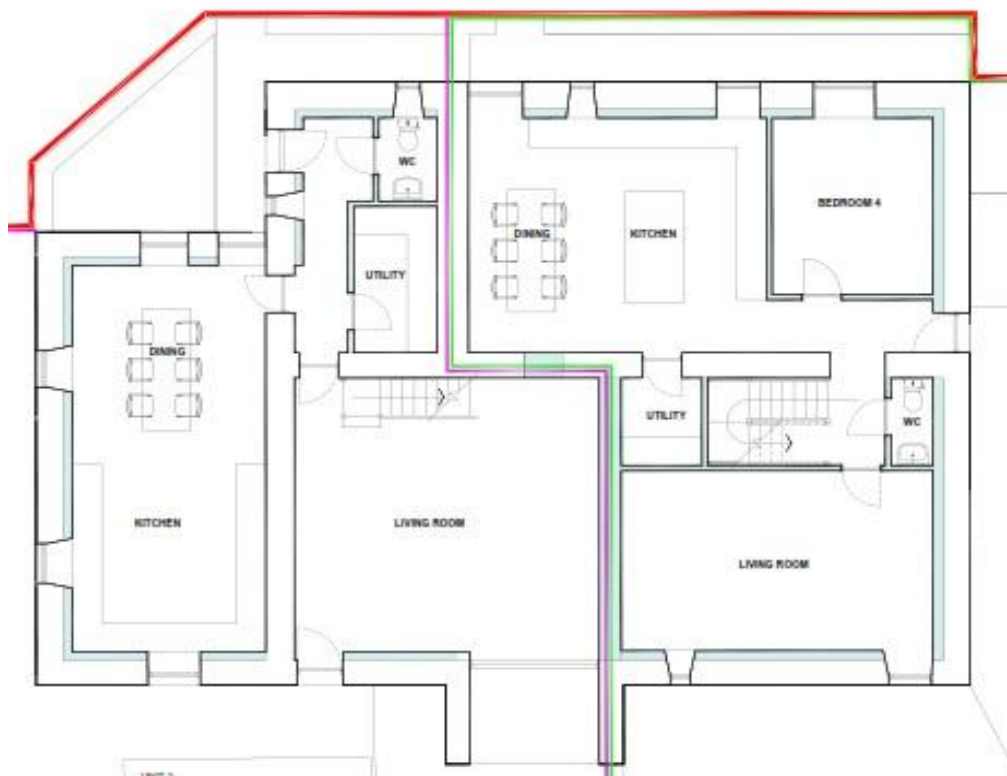 WC
BEDROOM 4
DINING
KITCHEN
UTILITY
DINING
UTILITY
WC
KITCHEN
LIVING ROOM
LIVING ROOM